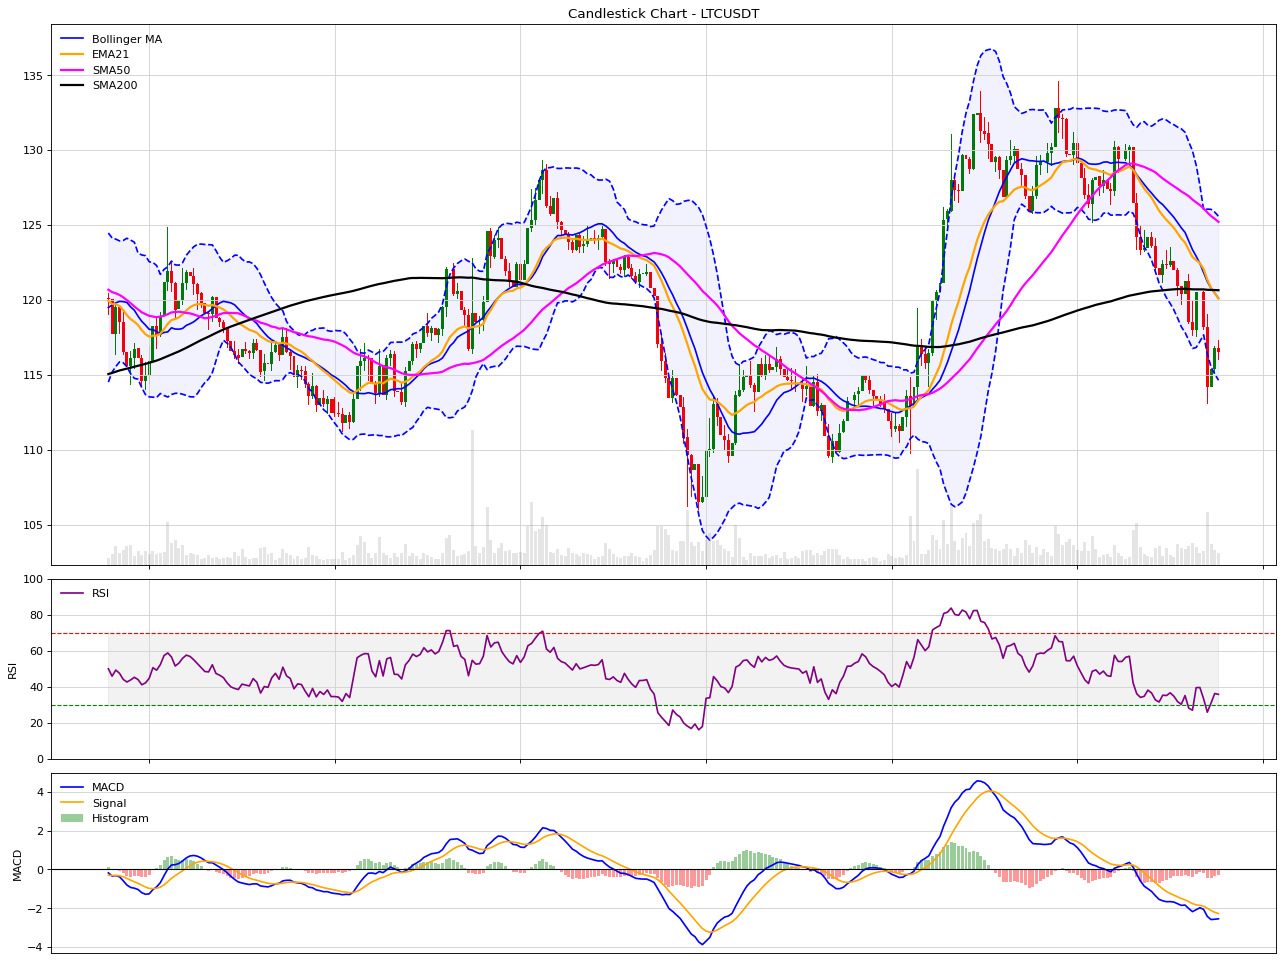 Candlestick Chart - LTCUSDT
Bollinger MA
EMA21
SMA50
SMA200
135
130
125
120
115
110
105
RSI
100
80
60
40
20
0
RSI
MACD
Signal
Histogram
4
2
0
−2
−4
MACD